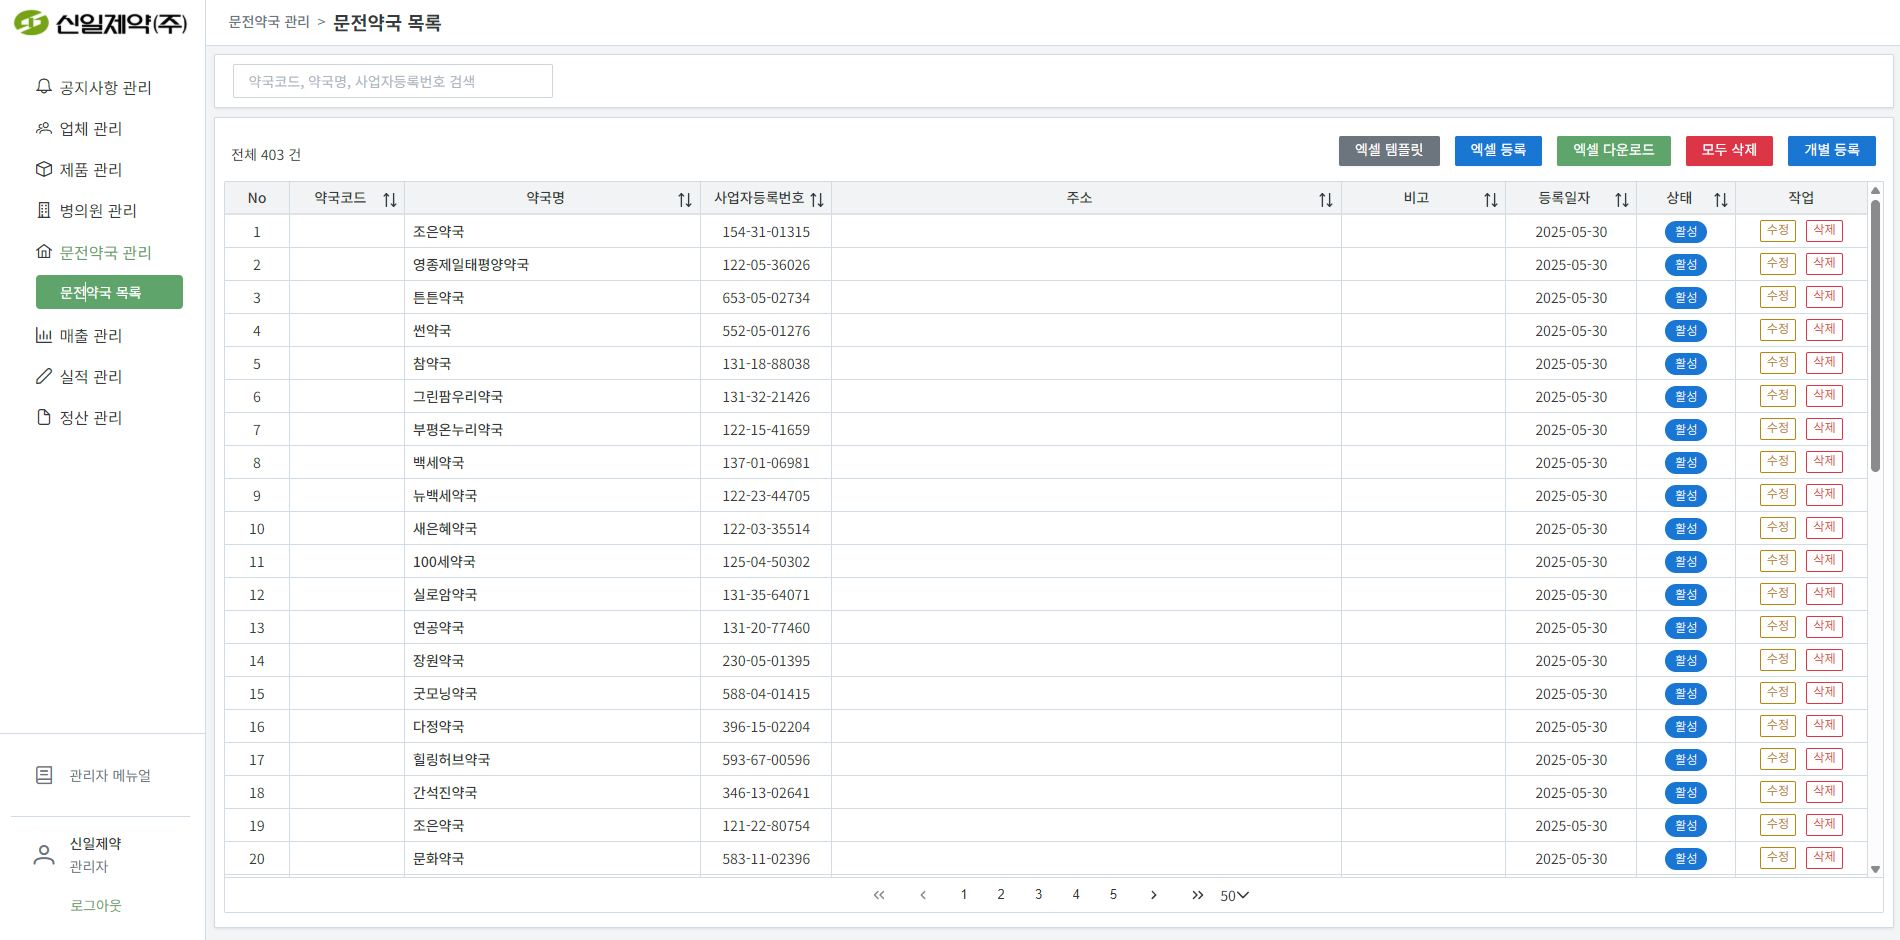 신일제약(주)
문전약국 관리 > 문전약국 목록
공지사항 관리
업체 관리
제품 관리
병의원 관리
문전약국 관리
문전약국 목록
매출 관리
실적 관리
정산 관리
관리자 메뉴얼
신일제약
관리자
로그아웃
약국코드, 약국명, 사업자등록번호 검색
전체 403 건
엑셀 템플릿 엑셀 등록 엑셀 다운로드 모두 삭제 개별 등록
No 약국코드 약국명 사업자등록번호 주소 비고 등록일자 상태 작업
1 조은약국 154-31-01315 2025-05-30 활성 수정 삭제
2 영종제일태평양약국 122-05-36026 2025-05-30 활성 수정 삭제
3 튼튼약국 653-05-02734 2025-05-30 활성 수정 삭제
4 썬약국 552-05-01276 2025-05-30 활성 수정 삭제
5 참약국 131-18-88038 2025-05-30 활성 수정 삭제
6 그린팜우리약국 131-32-21426 2025-05-30 활성 수정 삭제
7 부평온누리약국 122-15-41659 2025-05-30 활성 수정 삭제
8 백세약국 137-01-06981 2025-05-30 활성 수정 삭제
9 뉴백세약국 122-23-44705 2025-05-30 활성 수정 삭제
10 새은혜약국 122-03-35514 2025-05-30 활성 수정 삭제
11 100세약국 125-04-50302 2025-05-30 활성 수정 삭제
12 실로암약국 131-35-64071 2025-05-30 활성 수정 삭제
13 연공약국 131-20-77460 2025-05-30 활성 수정 삭제
14 장원약국 230-05-01395 2025-05-30 활성 수정 삭제
15 굿모닝약국 588-04-01415 2025-05-30 활성 수정 삭제
16 다정약국 396-15-02204 2025-05-30 활성 수정 삭제
17 힐링허브약국 593-67-00596 2025-05-30 활성 수정 삭제
18 간석진약국 346-13-02641 2025-05-30 활성 수정 삭제
19 조은약국 121-22-80754 2025-05-30 활성 수정 삭제
20 문화약국 583-11-02396 2025-05-30 활성 수정 삭제
1 2 3 4 5 50